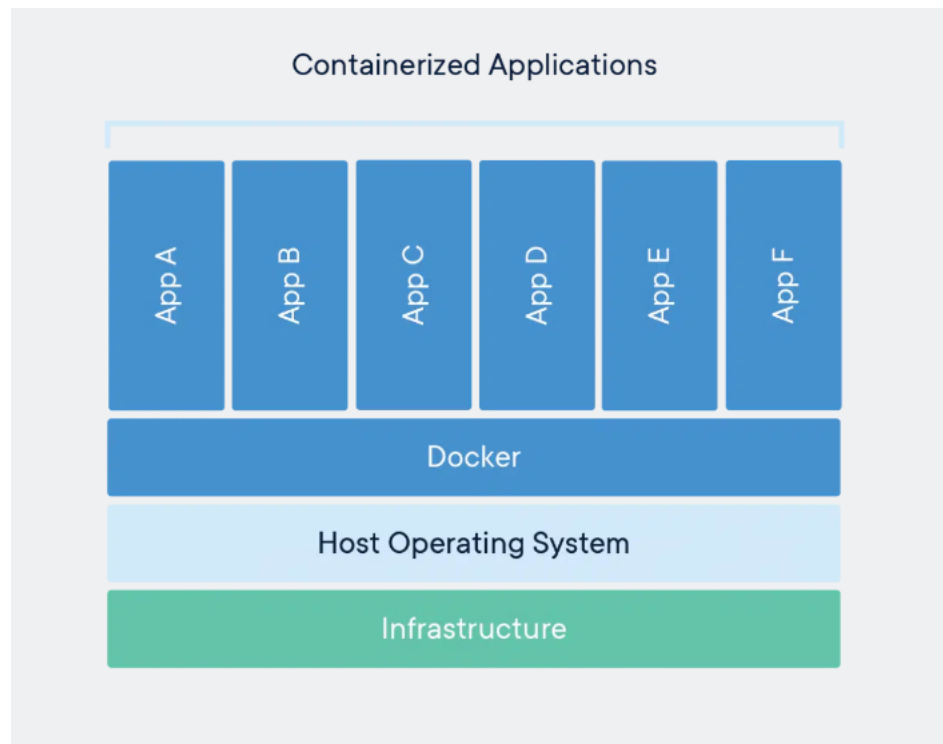 Containerized Applications
App A
App B
App C
App D
App E
App F
Docker
Host Operating System
Infrastructure